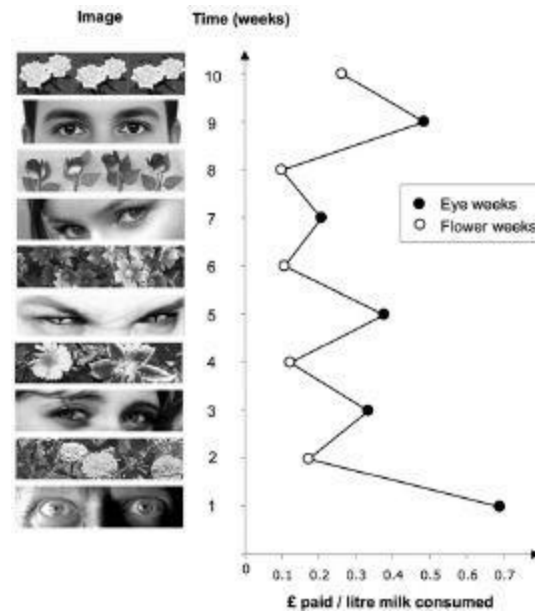 Image Time (weeks)
10
9
8
7
6
5
4
3
2
1
Eye weeks
Flower weeks
0 0.1 0.2 0.3 0.4 0.5 0.6 0.7
£ paid / litre milk consumed